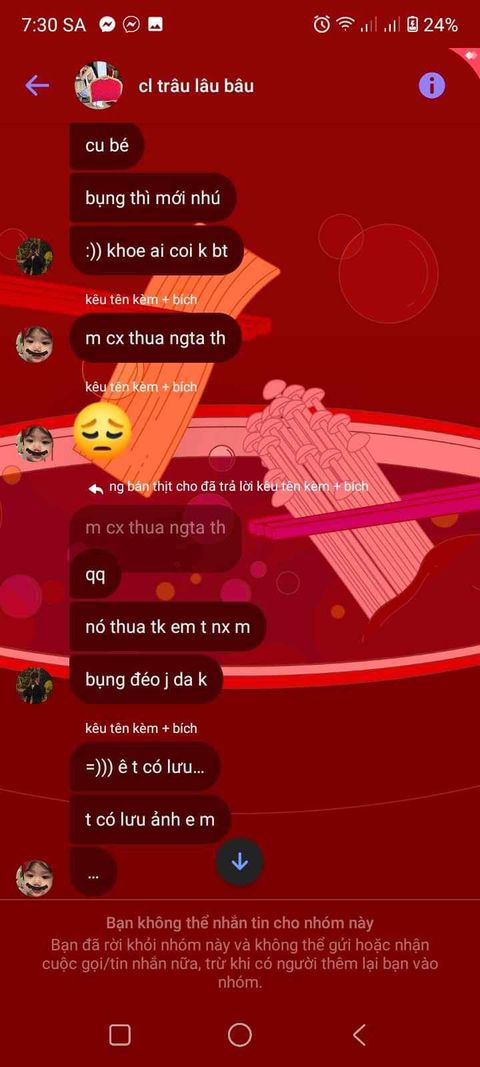 7:30 SA
24%
cl trâu lâu bâu
cu bé
bụng thì mới nhú
:)) khoe ai coi k bt
kêu tên kèm + bích
m cx thua ngta th
kêu tên kèm + bích
ng bán thịt cho đã trả lời kêu tên kèm + bích
m cx thua ngta th
qq
nó thua tk em t nx m
bụng đéo j da k
kêu tên kèm + bích
=))) ê t có lưu...
t có lưu ảnh e m
...
Bạn không thể nhắn tin cho nhóm này
Bạn đã rời khỏi nhóm này và không thể gửi hoặc nhận
cuộc gọi/tin nhắn nữa, trừ khi có người thêm lại bạn vào
nhóm.